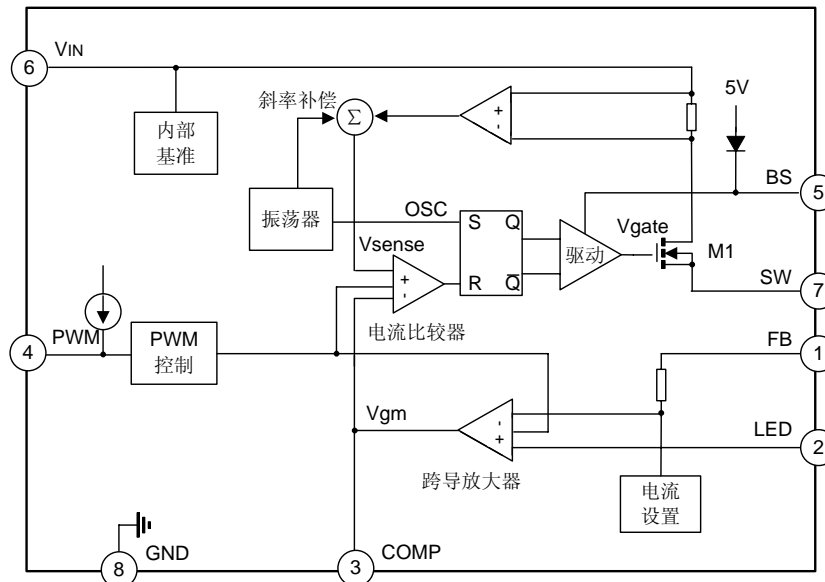 VIN
6
内部
基准
斜率补偿
Σ
+
-
5V
BS
5
振荡器
OSC
S
Q
R
Q̅
驱动
Vgate
M1
SW
7
Vsense
+
-
电流比较器
4
PWM
PWM
控制
FB
1
Vgm
-
+
跨导放大器
LED
2
电流
设置
8
GND
3
COMP